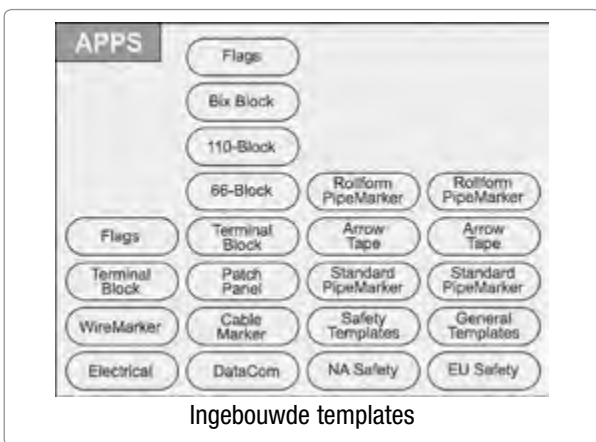 APPS
Flags
Bix Block
110-Block
66-Block
Rollform
PipeMarker
Rollform
PipeMarker
Flags
Terminal
Block
Arrow
Tape
Arrow
Tape
Terminal
Block
Patch
Panel
Standard
PipeMarker
Standard
PipeMarker
WireMarker
Cable
Marker
Safety
Templates
General
Templates
Electrical
DataCom
NA Safety
EU Safety
Ingebouwde templates